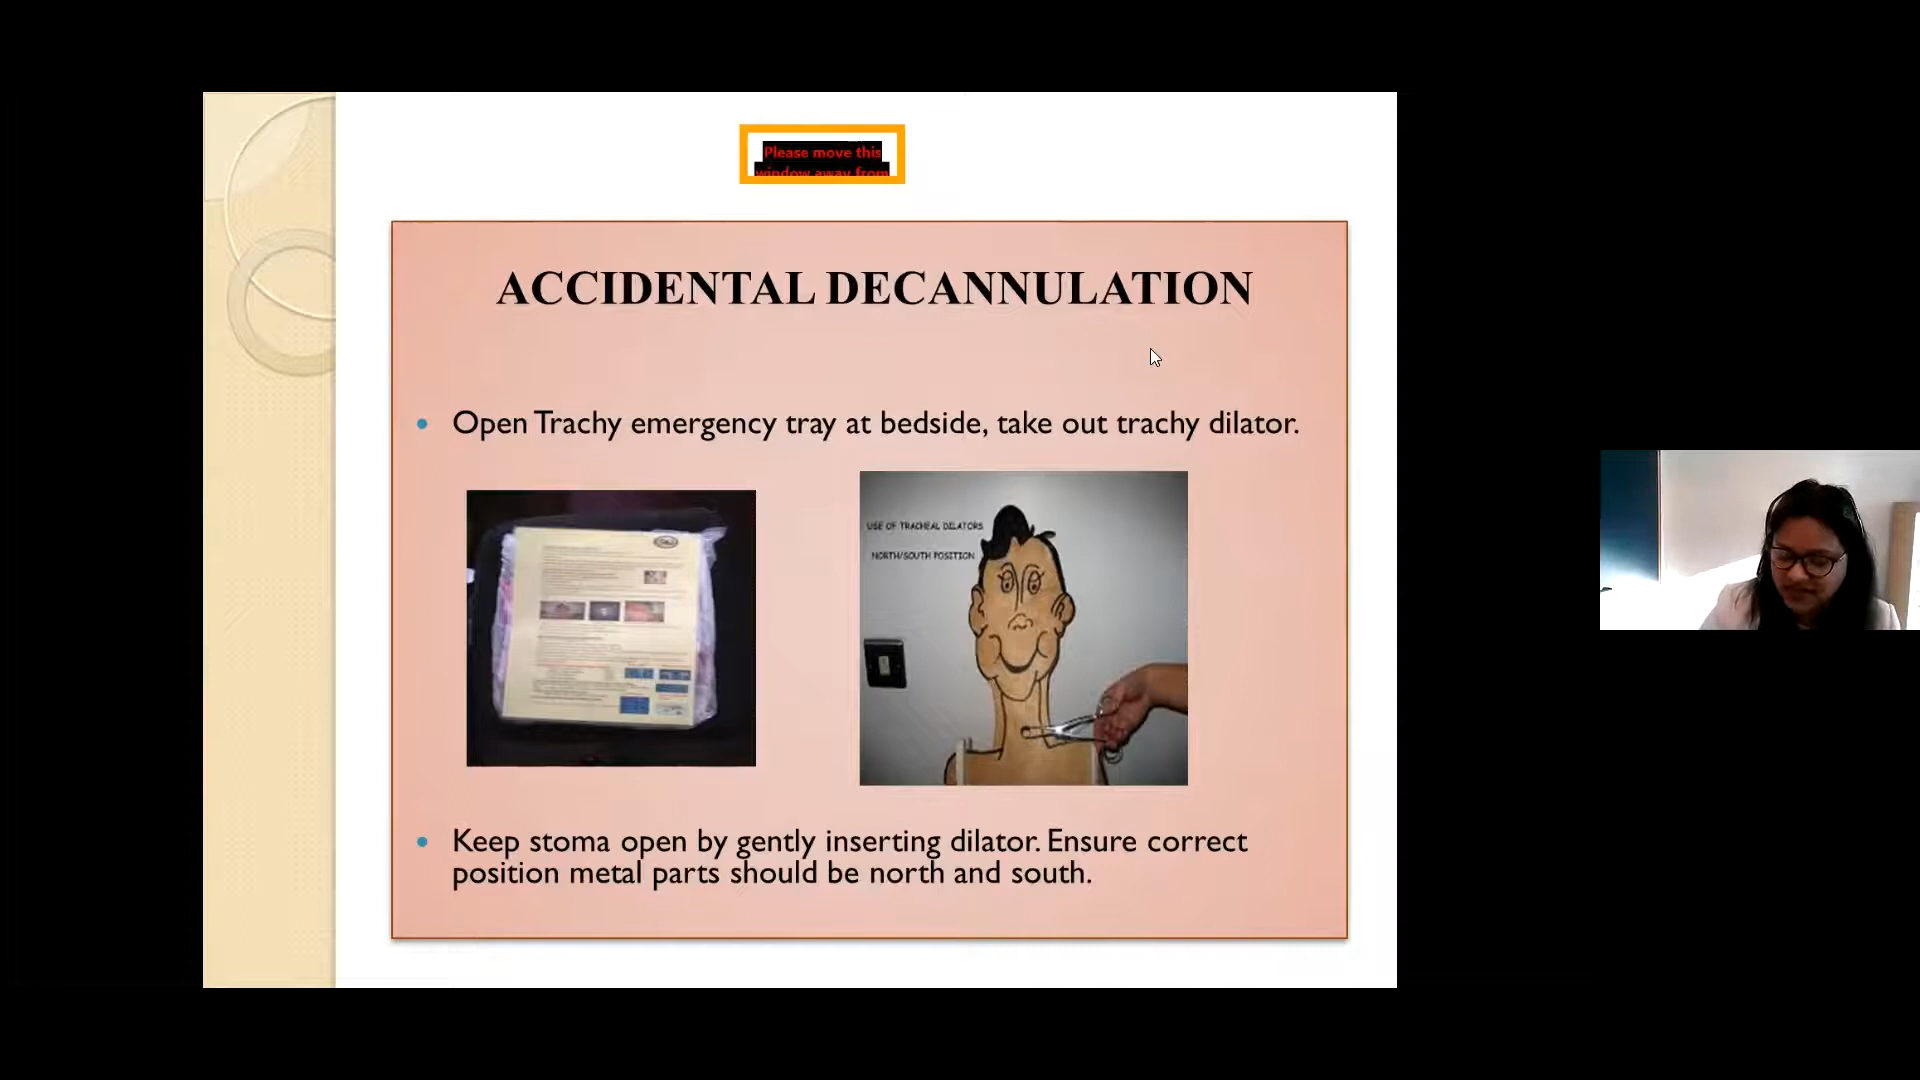 Please move this
window away from
ACCIDENTAL DECANNULATION
Open Trachy emergency tray at bedside, take out trachy dilator.
USE OF TRACHEAL DILATORS
NORTH/SOUTH POSITION
Keep stoma open by gently inserting dilator. Ensure correct
position metal parts should be north and south.